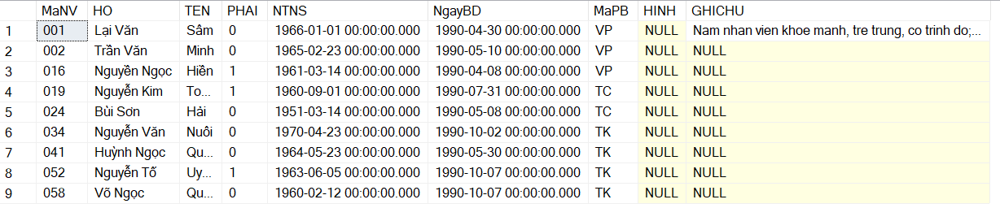 MaNV HO TEN PHAI NTNS NgayBD MaPB HINH GHICHU
1 001 Lại Văn Sâm 0 1966-01-01 00:00:00.000 1990-04-30 00:00:00.000 VP NULL Nam nhan vien khoe manh, tre trung, co trinh do;...
2 002 Trần Văn Minh 0 1965-02-23 00:00:00.000 1990-05-10 00:00:00.000 VP NULL NULL
3 016 Nguyễn Ngọc Hiền 1 1961-03-14 00:00:00.000 1990-04-08 00:00:00.000 VP NULL NULL
4 019 Nguyễn Kim To... 1 1960-09-01 00:00:00.000 1990-07-31 00:00:00.000 TC NULL NULL
5 024 Bùi Sơn Hải 0 1951-03-14 00:00:00.000 1990-05-08 00:00:00.000 TC NULL NULL
6 034 Nguyễn Văn Nuôi 0 1970-04-23 00:00:00.000 1990-10-02 00:00:00.000 TK NULL NULL
7 041 Huỳnh Ngọc Qu... 0 1964-05-23 00:00:00.000 1990-05-30 00:00:00.000 TK NULL NULL
8 052 Nguyễn Tố Uy... 1 1963-06-05 00:00:00.000 1990-10-07 00:00:00.000 TK NULL NULL
9 058 Võ Ngọc Qu... 0 1960-02-12 00:00:00.000 1990-10-07 00:00:00.000 TK NULL NULL